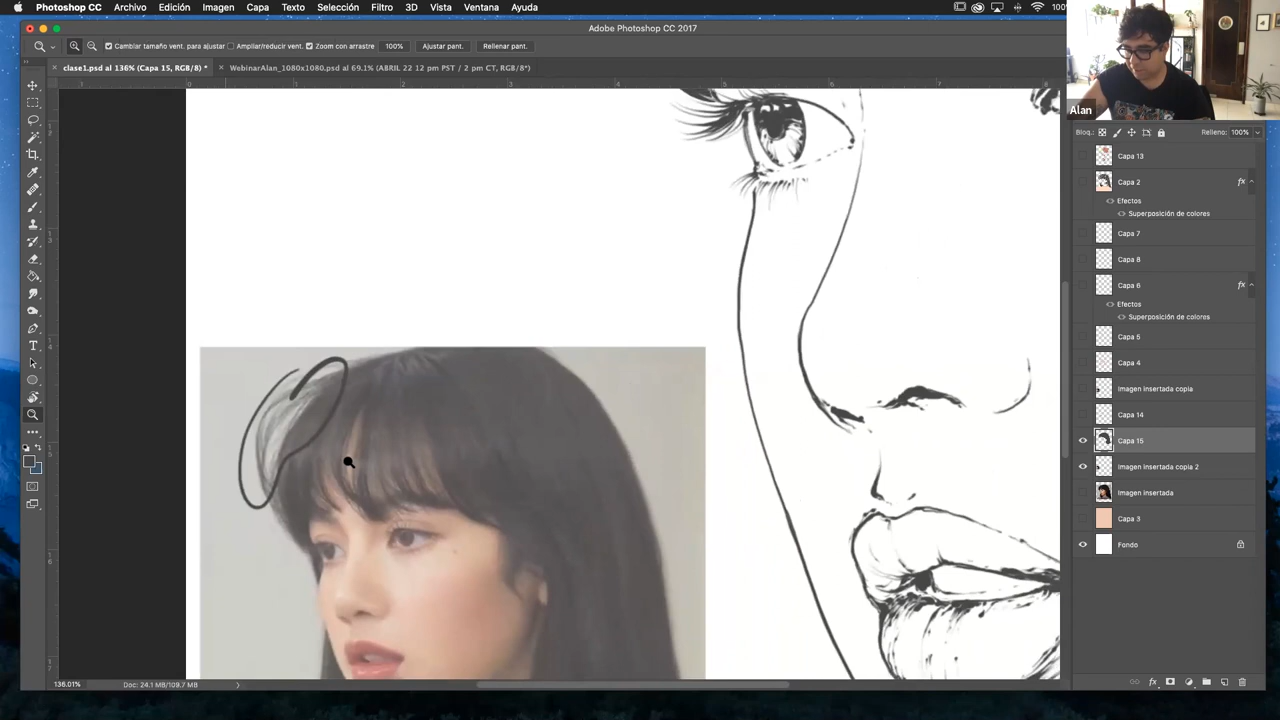 Photoshop CC Archivo Edición Imagen Capa Texto Selección Filtro 3D Vista Ventana Ayuda
Adobe Photoshop CC 2017
Cambiar tamaño vent. para ajustar Ampliar/reducir vent. Zoom con arrastre 100% Ajustar pant. Rellenar pant.
clase1.psd al 136% (Capa 15, RGB/8) * WebinarAlan_1080x1080.psd al 69.1% (ABRIL 22 12 pm PST / 2 pm CT, RGB/8*)
Alan
Bloq.: Relleno: 100%
Capa 13
Capa 2 fx
Efectos
Superposición de colores
Capa 7
Capa 8
Capa 6 fx
Efectos
Superposición de colores
Capa 5
Capa 4
Imagen insertada copia
Capa 14
Capa 15
Imagen insertada copia 2
Imagen insertada
Capa 3
Fondo
136.01% Doc: 24.1 MB/109.7 MB